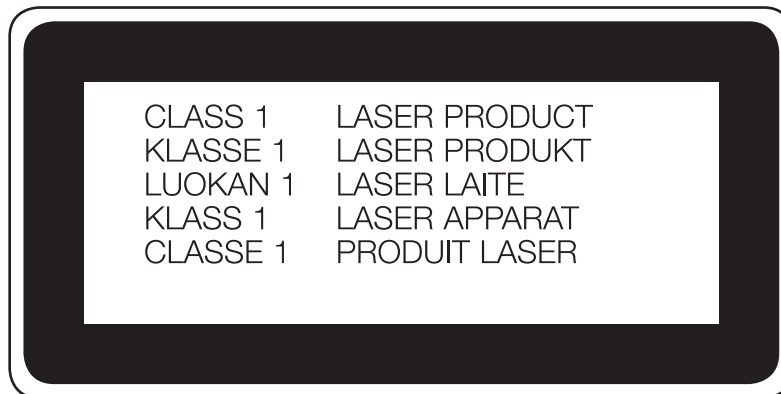 CLASS 1 LASER PRODUCT
KLASSE 1 LASER PRODUKT
LUOKAN 1 LASER LAITE
KLASS 1 LASER APPARAT
CLASSE 1 PRODUIT LASER